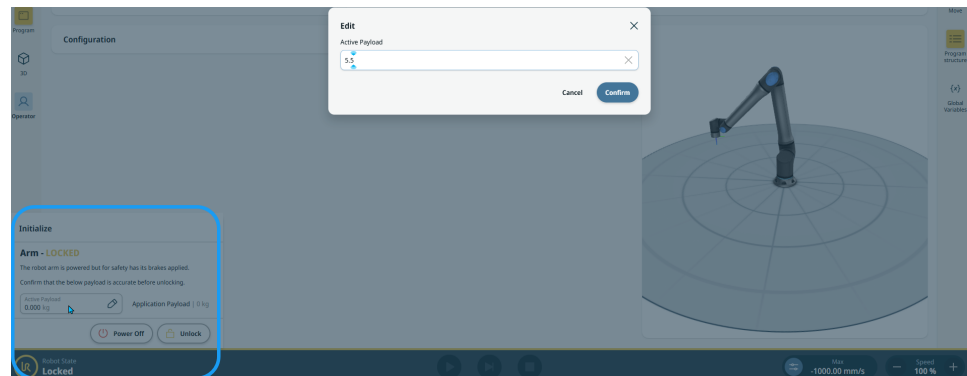 Program
Configuration
3D
Operator
Edit
Active Payload
5.5
Cancel
Confirm
Move
Program
structure
{x}
Global
Variables
Initialize
Arm - LOCKED
The robot arm is powered but for safety has its brakes applied.
Confirm that the below payload is accurate before unlocking.
Active Payload
0.000 kg
Application Payload | 0 kg
Power Off
Unlock
UR
Robot State
Locked
Max
-1000.00 mm/s
Speed
100 %